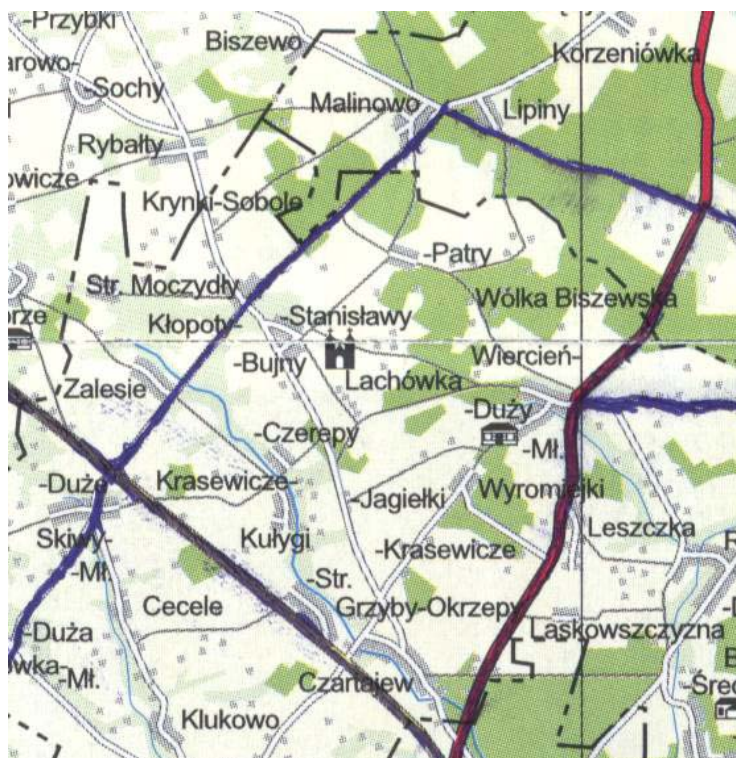 -Przybki
Biszewo
Korzeniówka
arowo-
-Sochy
Malinowo
Lipiny
Rybałty
owicze
Krynki-Sobole
-Patry
Str. Moczydły
Wólka Biszewska
orze
Kłopoty-
-Stanisławy
-Bujny
Wiercień-
Zalesie
Lachówka
-Duży
-Czerepy
-Mł.
-Duże
Krasewicze-
-Jagiełki
Wyromiejki
Skiwy-
Kułygi
-Krasewicze
Leszczka
-Mł.
-Str.
Cecele
Grzyby-Okrzepy
-Duża
Laskowszczyzna
wka-
-Mł.
Czartajew
-Śred
Klukowo